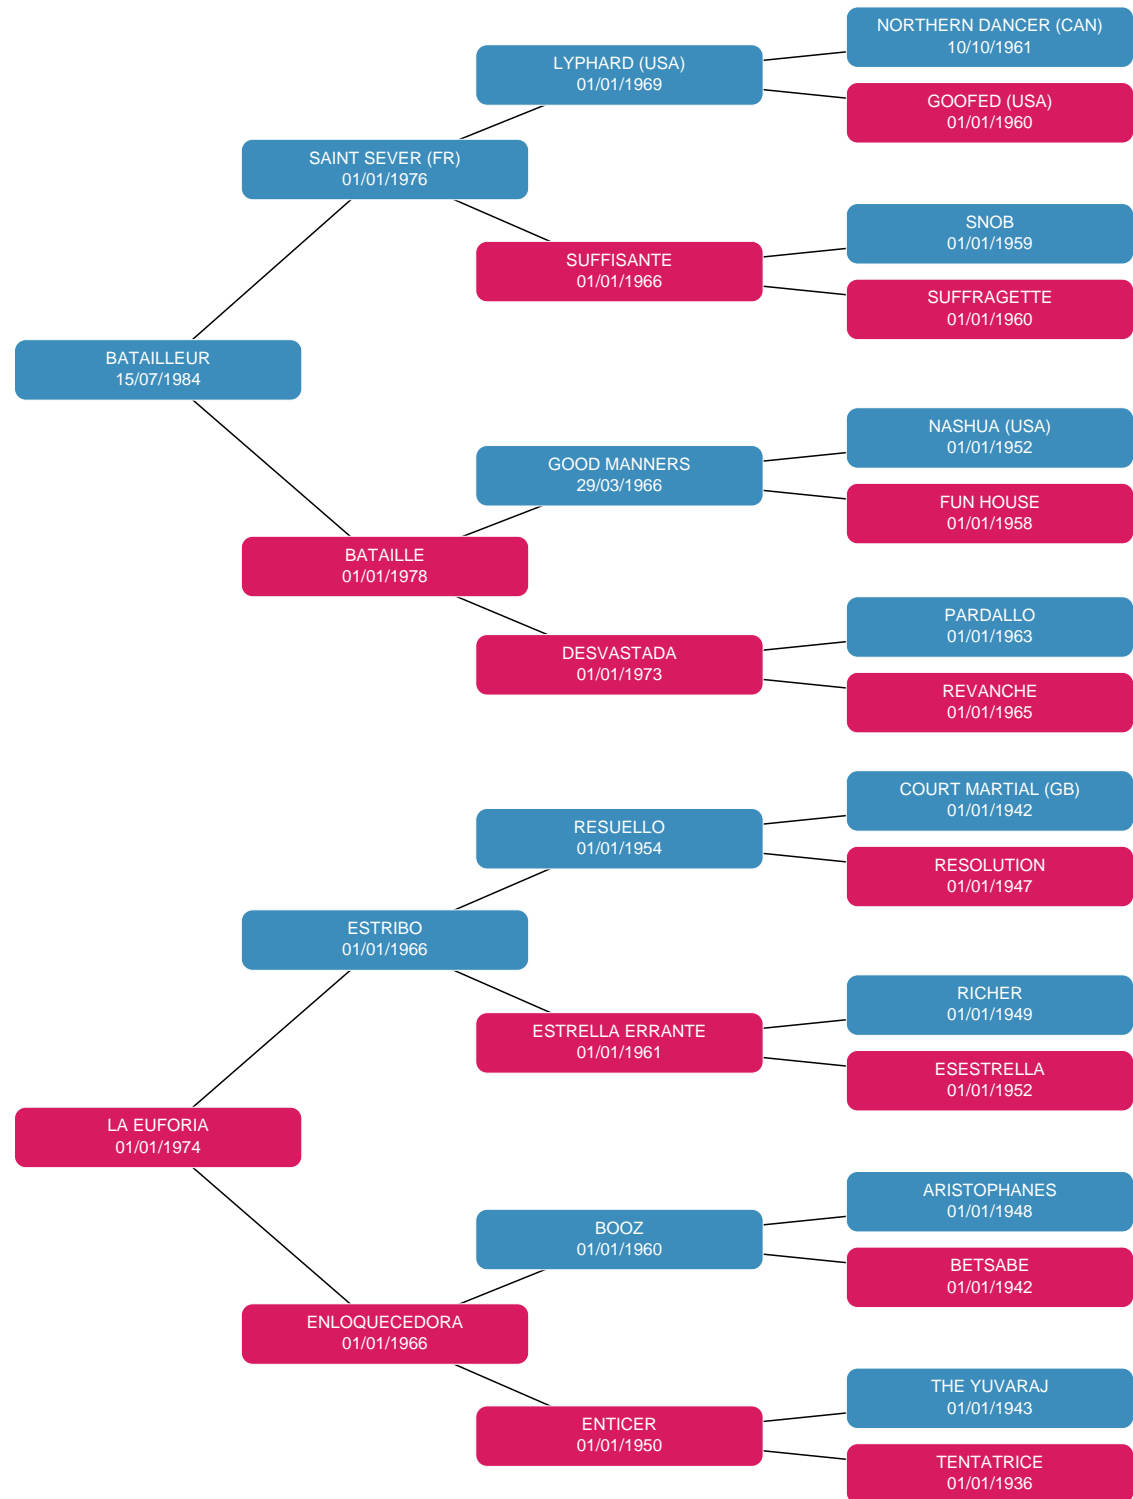 NORTHERN DANCER (CAN)
10/10/1961
LYPHARD (USA)
01/01/1969
GOOFED (USA)
01/01/1960
SAINT SEVER (FR)
01/01/1976
SNOB
01/01/1959
SUFFISANTE
01/01/1966
SUFFRAGETTE
01/01/1960
BATAILLEUR
15/07/1984
NASHUA (USA)
01/01/1952
GOOD MANNERS
29/03/1966
FUN HOUSE
01/01/1958
BATAILLE
01/01/1978
PARDALLO
01/01/1963
DESVASTADA
01/01/1973
REVANCHE
01/01/1965
COURT MARTIAL (GB)
01/01/1942
RESUELLO
01/01/1954
RESOLUTION
01/01/1947
ESTRIBO
01/01/1966
RICHER
01/01/1949
ESTRELLA ERRANTE
01/01/1961
ESESTRELLA
01/01/1952
LA EUFORIA
01/01/1974
ARISTOPHANES
01/01/1948
BOOZ
01/01/1960
BETSABE
01/01/1942
ENLOQUECEDORA
01/01/1966
THE YUVARAJ
01/01/1943
ENTICER
01/01/1950
TENTATRICE
01/01/1936